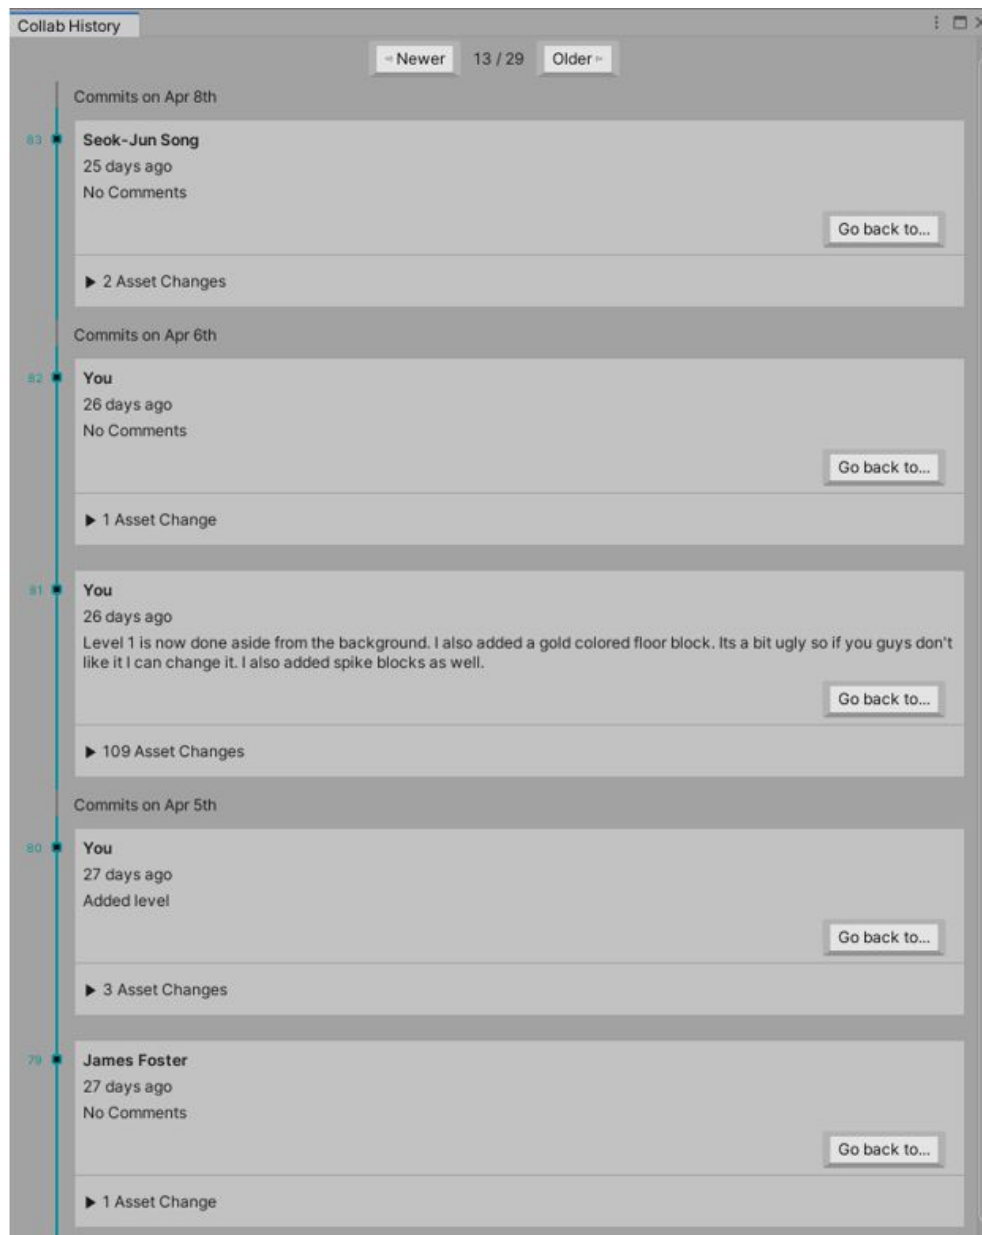 Collab History
Newer 13 / 29 Older
Commits on Apr 8th
83
Seok-Jun Song
25 days ago
No Comments
Go back to...
2 Asset Changes
Commits on Apr 6th
82
You
26 days ago
No Comments
Go back to...
1 Asset Change
81
You
26 days ago
Level 1 is now done aside from the background. I also added a gold colored floor block. Its a bit ugly so if you guys don't
like it I can change it. I also added spike blocks as well.
Go back to...
109 Asset Changes
Commits on Apr 5th
80
You
27 days ago
Added level
Go back to...
3 Asset Changes
79
James Foster
27 days ago
No Comments
Go back to...
1 Asset Change